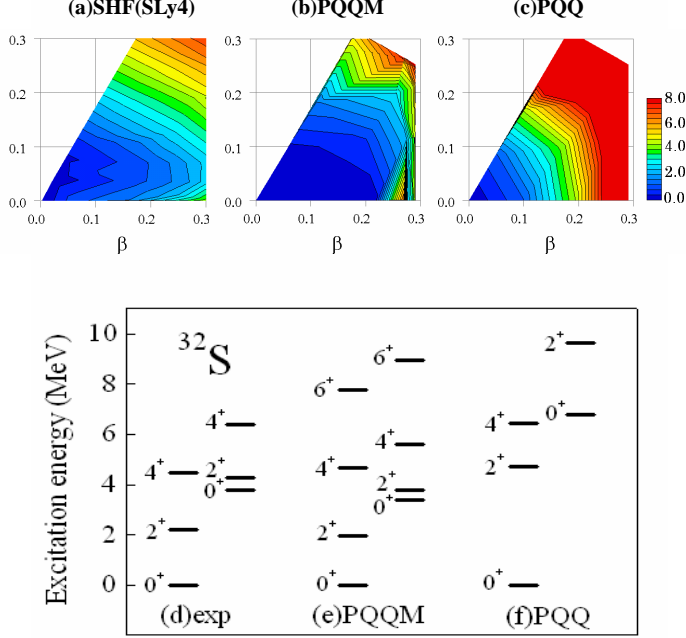 (a)SHF(SLy4) (b)PQQM (c)PQQ
0.3 0.3 0.3
8.0
0.2 0.2 0.2
6.0
0.1 0.1 0.1
4.0
2.0
0.0 0.0 0.0 0.0
0.0 0.1 0.2 0.3 0.0 0.1 0.2 0.3 0.0 0.1 0.2 0.3
β β β
Excitation energy (MeV)
10
8
6
4
2
0
³²S
4⁺
2⁺
0⁺
4⁺
2⁺
0⁺
6⁺
4⁺
2⁺
0⁺
6⁺
4⁺
2⁺
0⁺
4⁺
2⁺
0⁺
2⁺
0⁺
(d)exp (e)PQQM (f)PQQ